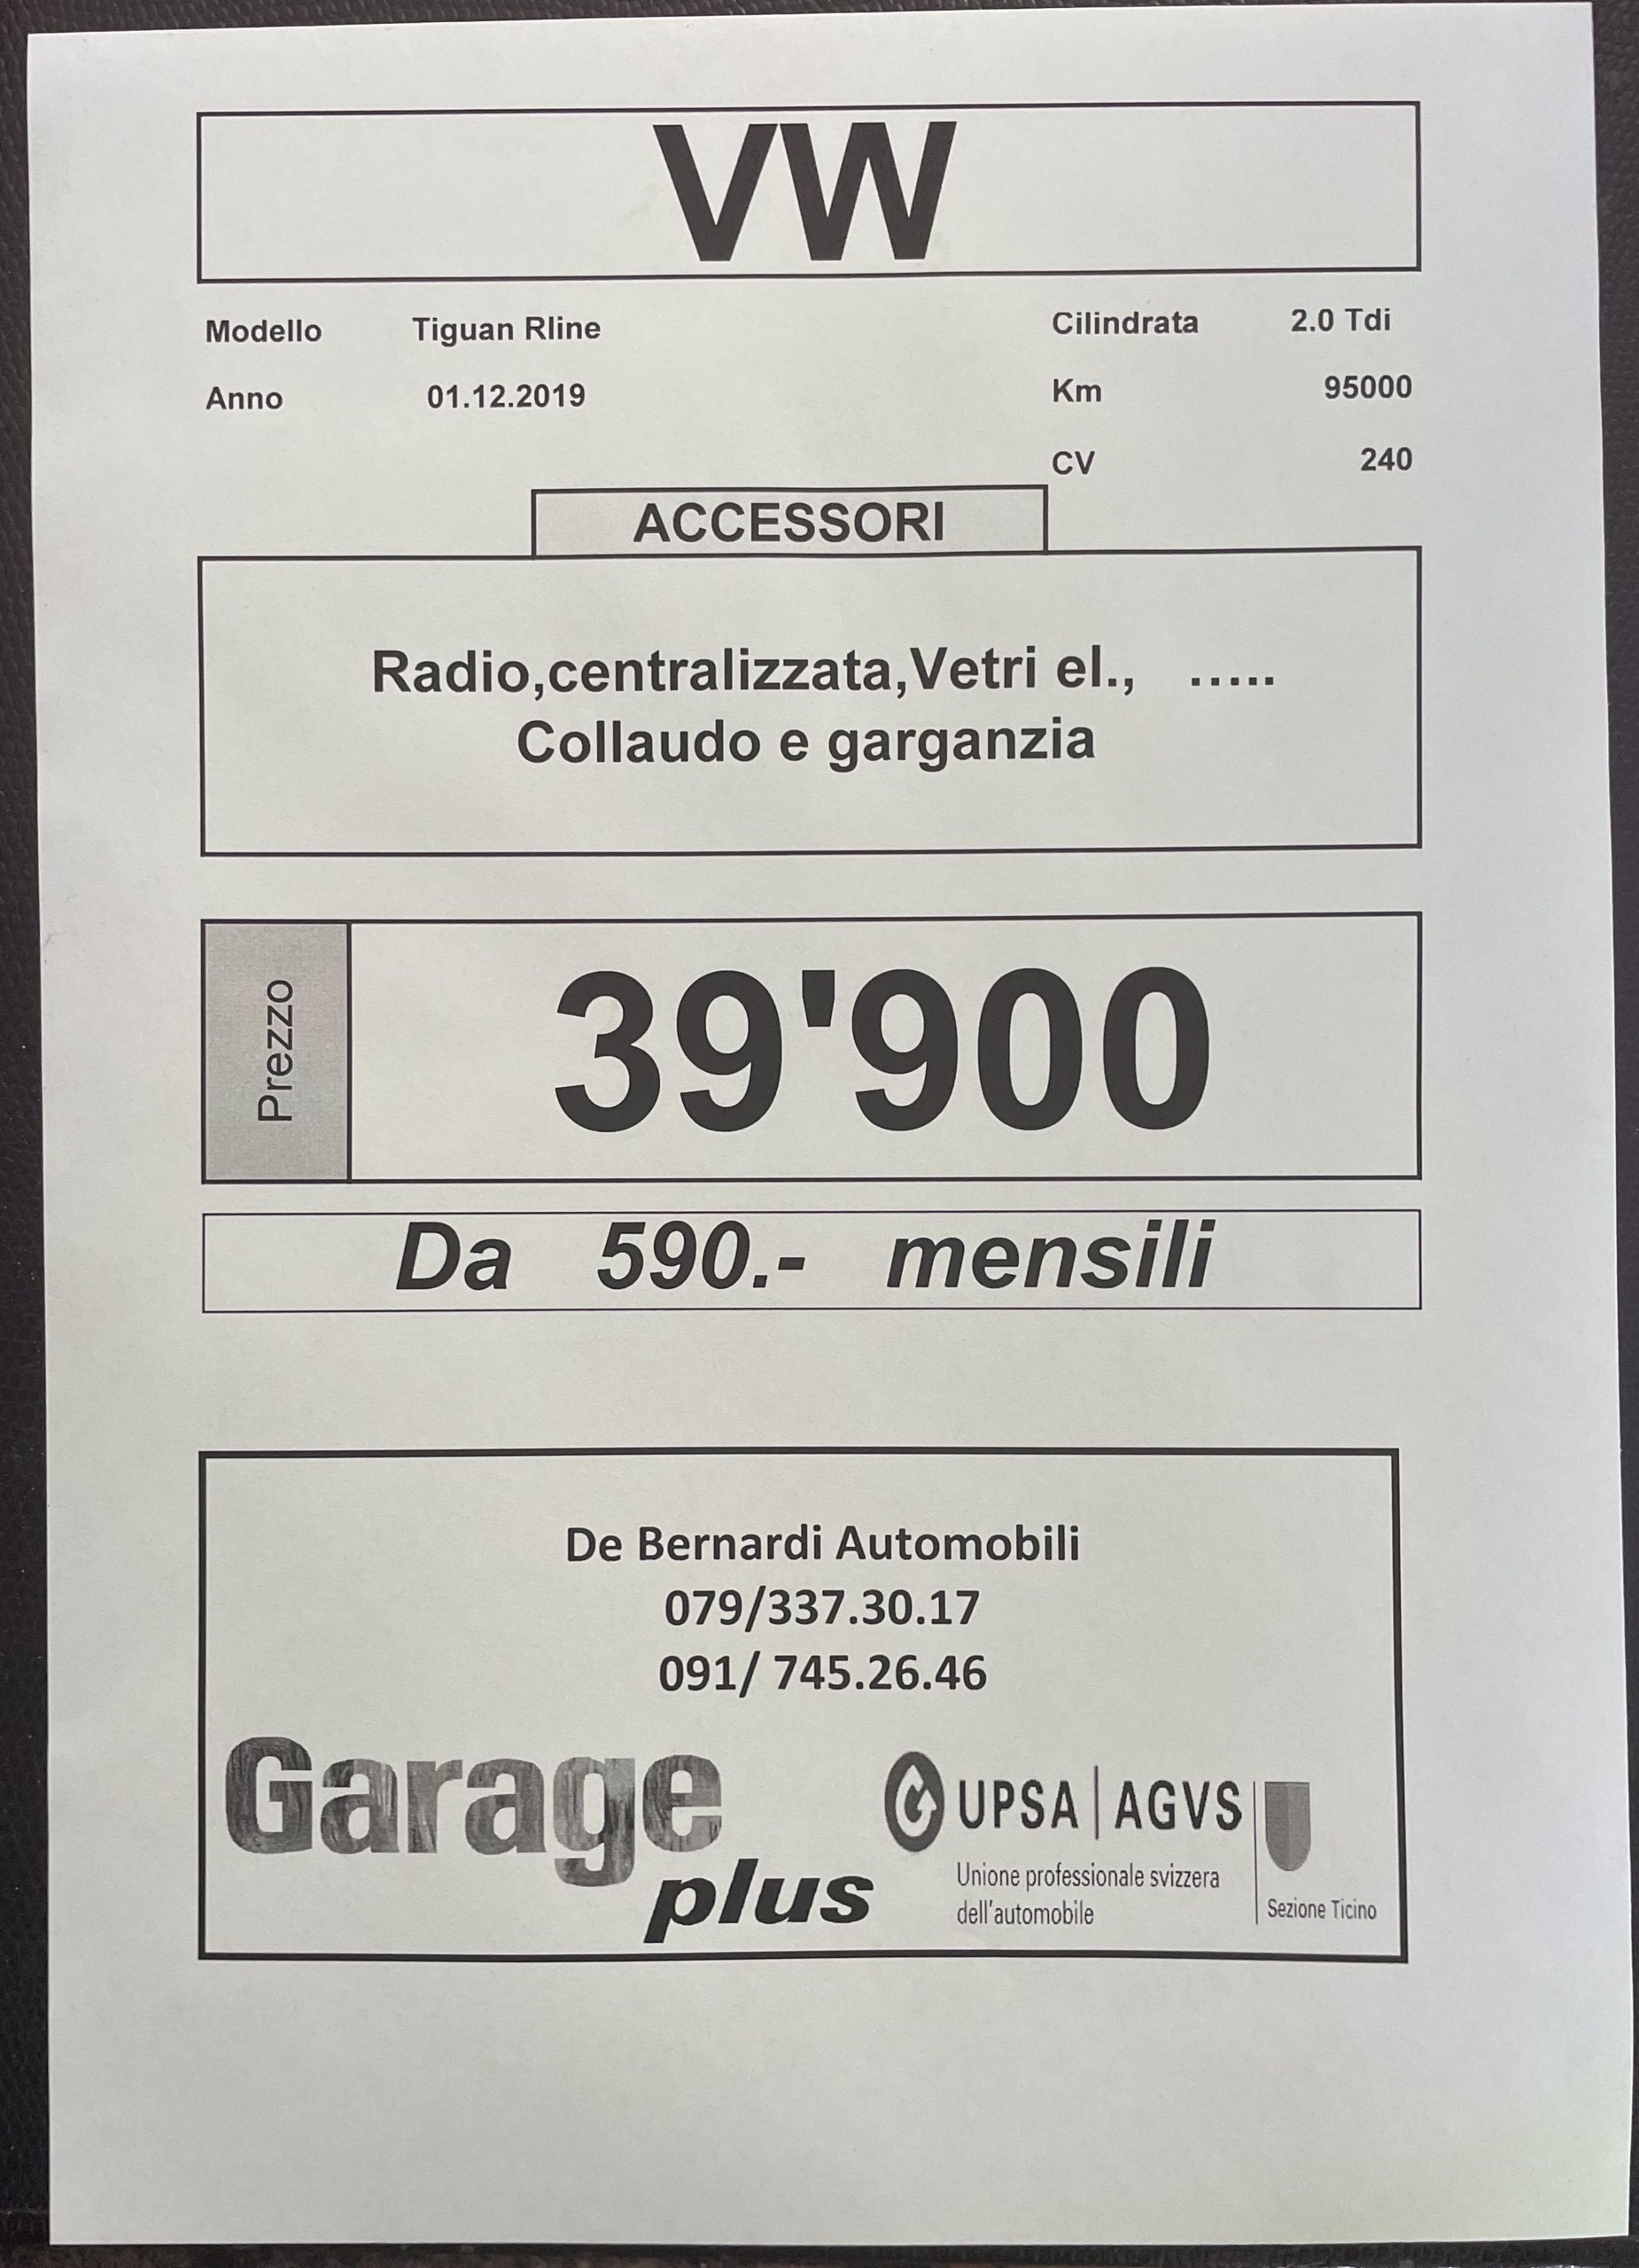 VW
Modello Tiguan Rline Cilindrata 2.0 Tdi
Anno 01.12.2019 Km 95000
CV 240
ACCESSORI
Radio,centralizzata,Vetri el., .....
Collaudo e garganzia
Prezzo 39'900
Da 590.- mensili
De Bernardi Automobili
079/337.30.17
091/ 745.26.46
Garage
plus
UPSA | AGVS
Unione professionale svizzera
dell'automobile
Sezione Ticino